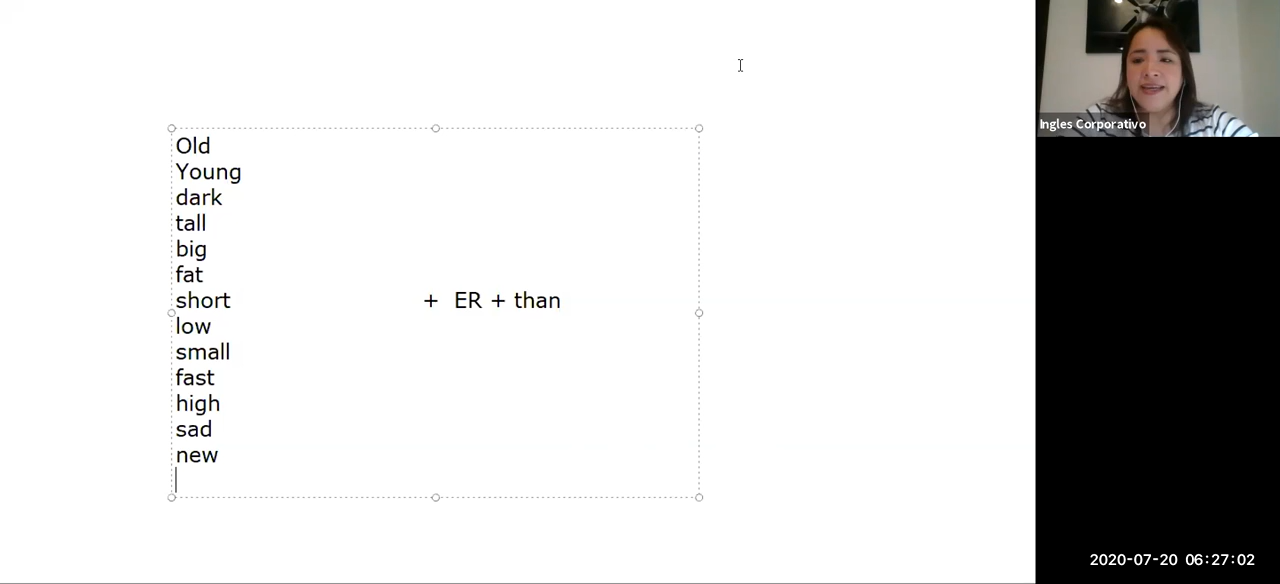 Old
Young
dark
tall
big
fat
short + ER + than
low
small
fast
high
sad
new
Ingles Corporativo
2020-07-20 06:27:02